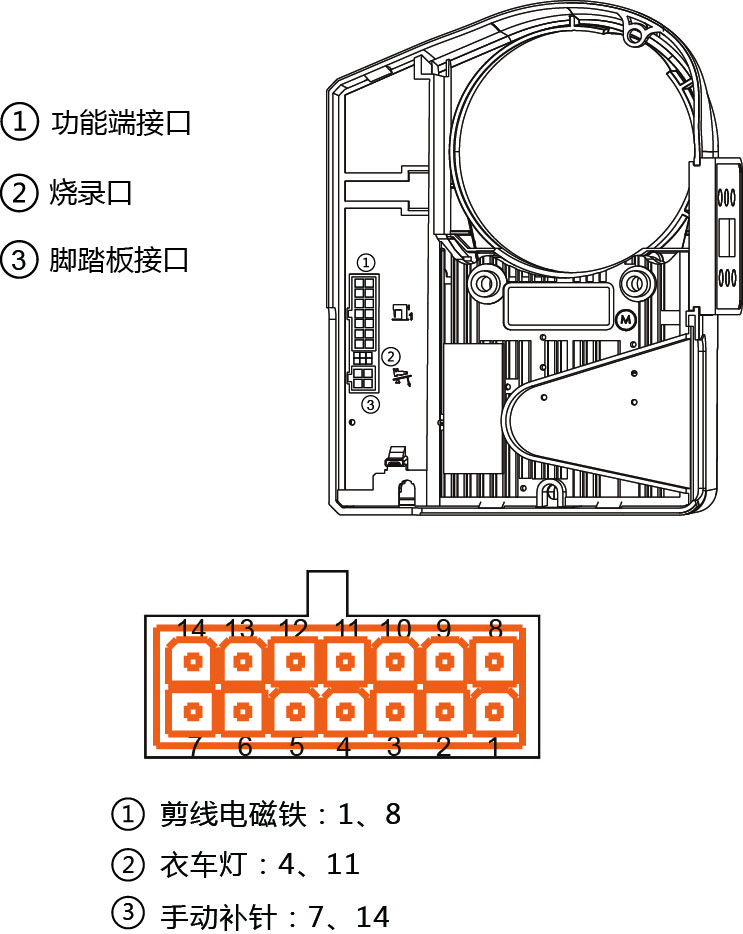 ① 功能端接口
② 烧录口
③ 脚踏板接口
①
②
③
M
14 13 12 11 10 9 8
7 6 5 4 3 2 1
① 剪线电磁铁：1、8
② 衣车灯：4、11
③ 手动补针：7、14